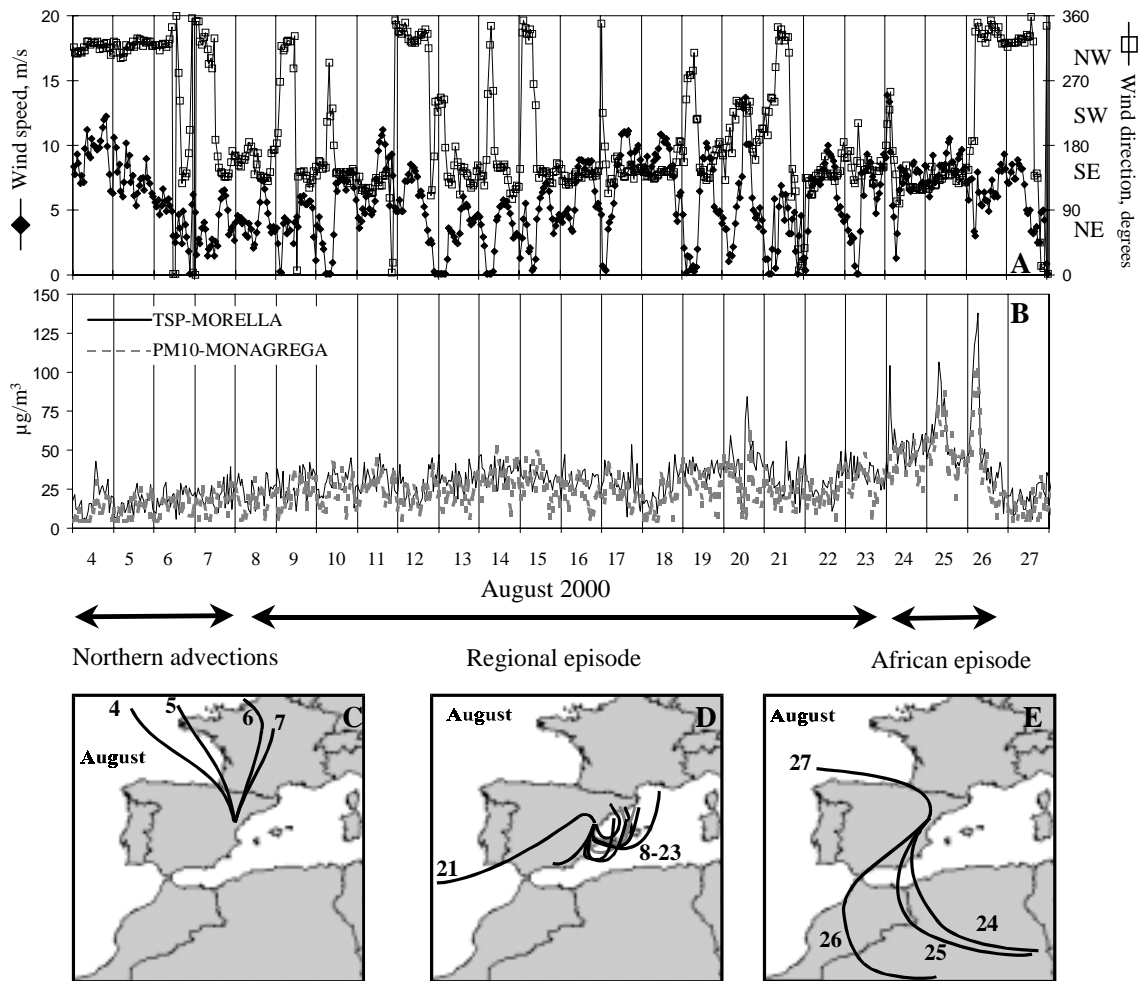 Wind speed, m/s
20
15
10
5
0
360
NW
270
SW
180
SE
90
NE
0
Wind direction, degrees
A
150
125
100
75
50
25
0
µg/m³
TSP-MORELLA
PM10-MONAGREGA
B
4 5 6 7 8 9 10 11 12 13 14 15 16 17 18 19 20 21 22 23 24 25 26 27
August 2000
Northern advections
Regional episode
African episode
4
5
6
7
C
August
August
D
21
8-23
August
E
27
26
25
24